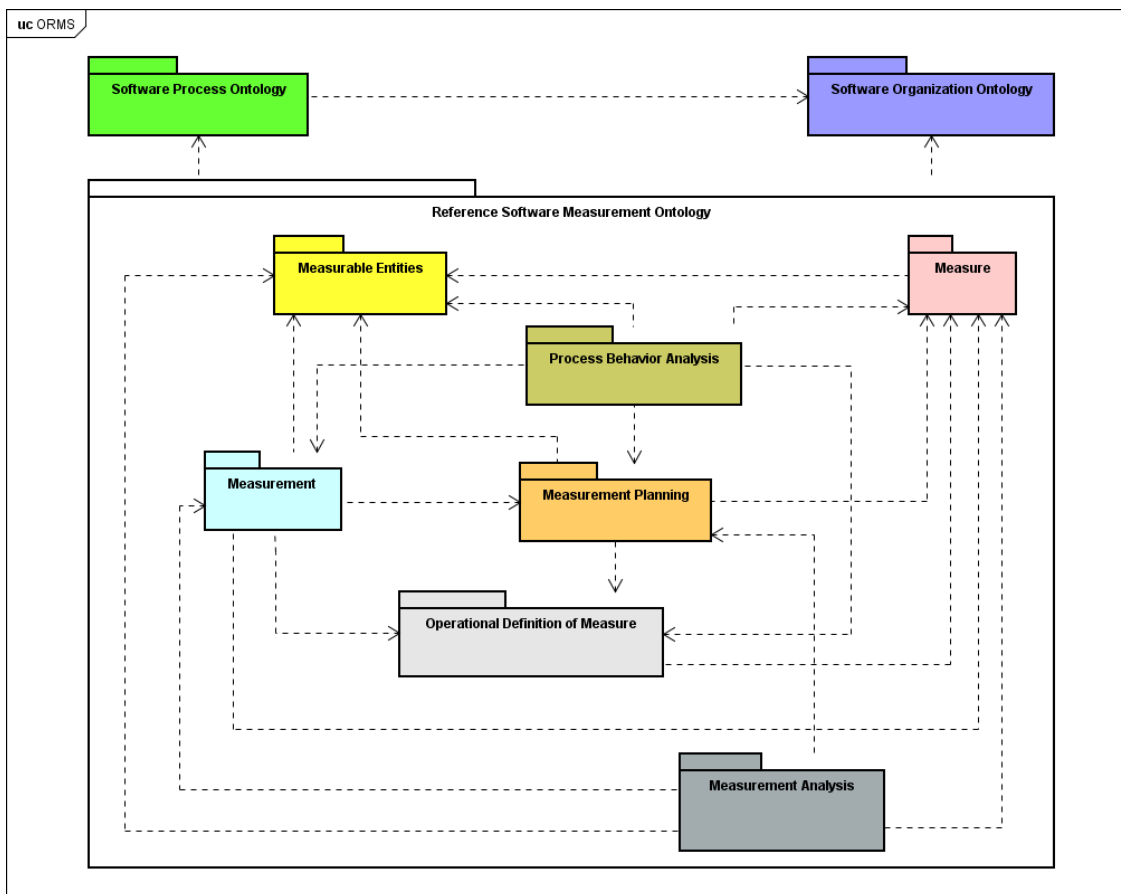 uc ORMS
Software Process Ontology
Software Organization Ontology
Reference Software Measurement Ontology
Measurable Entities
Measure
Process Behavior Analysis
Measurement
Measurement Planning
Operational Definition of Measure
Measurement Analysis